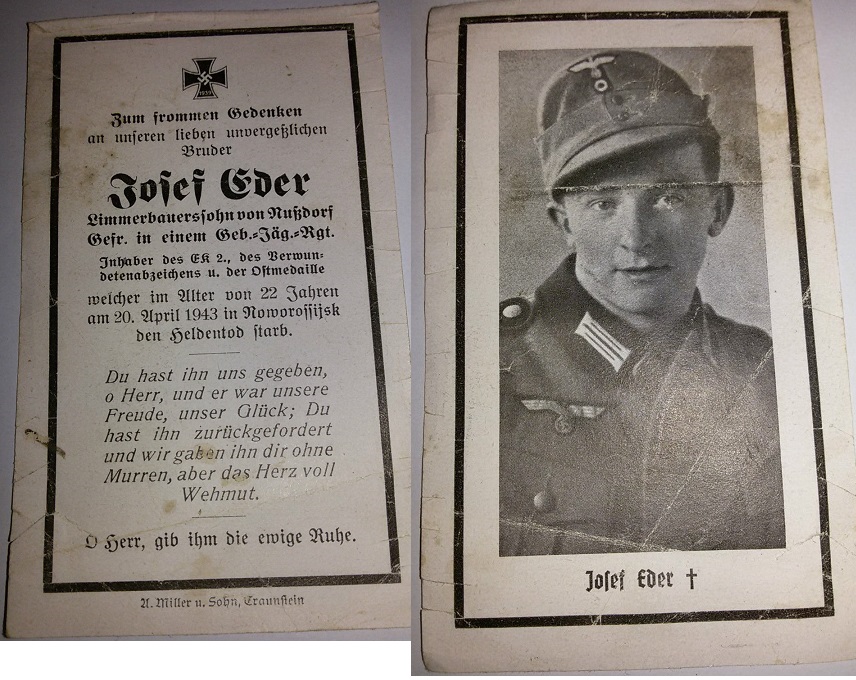 1939
Zum frommen Gedenken
an unseren lieben unvergeßlichen
Bruder
Josef Eder
Limmerbauerssohn von Nußdorf
Gefr. in einem Geb.=Jäg.=Rgt.
Inhaber des EK 2., des Verwun=
detenabzeichens u. der Ostmedaille
welcher im Alter von 22 Jahren
am 20. April 1943 in Noworossijsk
den Heldentod starb.
Du hast ihn uns gegeben,
o Herr, und er war unsere
Freude, unser Glück; Du
hast ihn zurückgefordert
und wir gaben ihn dir ohne
Murren, aber das Herz voll
Wehmut.
O Herr, gib ihm die ewige Ruhe.
A. Miller u. Sohn, Traunstein
Josef Eder †